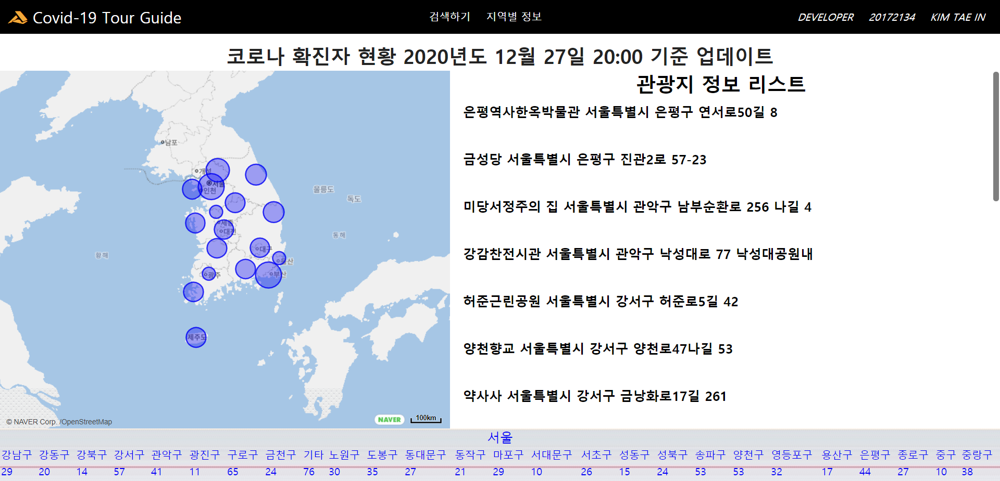 Covid-19 Tour Guide 검색하기 지역별 정보 DEVELOPER 20172134 KIM TAE IN
코로나 확진자 현황 2020년도 12월 27일 20:00 기준 업데이트
관광지 정보 리스트
은평역사한옥박물관 서울특별시 은평구 연서로50길 8
금성당 서울특별시 은평구 진관2로 57-23
미당서정주의 집 서울특별시 관악구 남부순환로 256 나길 4
강감찬전시관 서울특별시 관악구 낙성대로 77 낙성대공원내
허준근린공원 서울특별시 강서구 허준로5길 42
양천향교 서울특별시 강서구 양천로47나길 53
약사사 서울특별시 강서구 금낭화로17길 261
남포
개성
서울
인천
울릉도
독도
세종
대전
동해
황해
대구
울산
광주
부산
제주도
© NAVER Corp. /OpenStreetMap
NAVER
100km
서울
강남구 강동구 강북구 강서구 관악구 광진구 구로구 금천구 기타 노원구 도봉구 동대문구 동작구 마포구 서대문구 서초구 성동구 성북구 송파구 양천구 영등포구 용산구 은평구 종로구 중구 중랑구
29 20 14 57 41 11 65 24 76 30 35 27 21 29 10 26 15 24 53 53 32 17 44 27 10 38